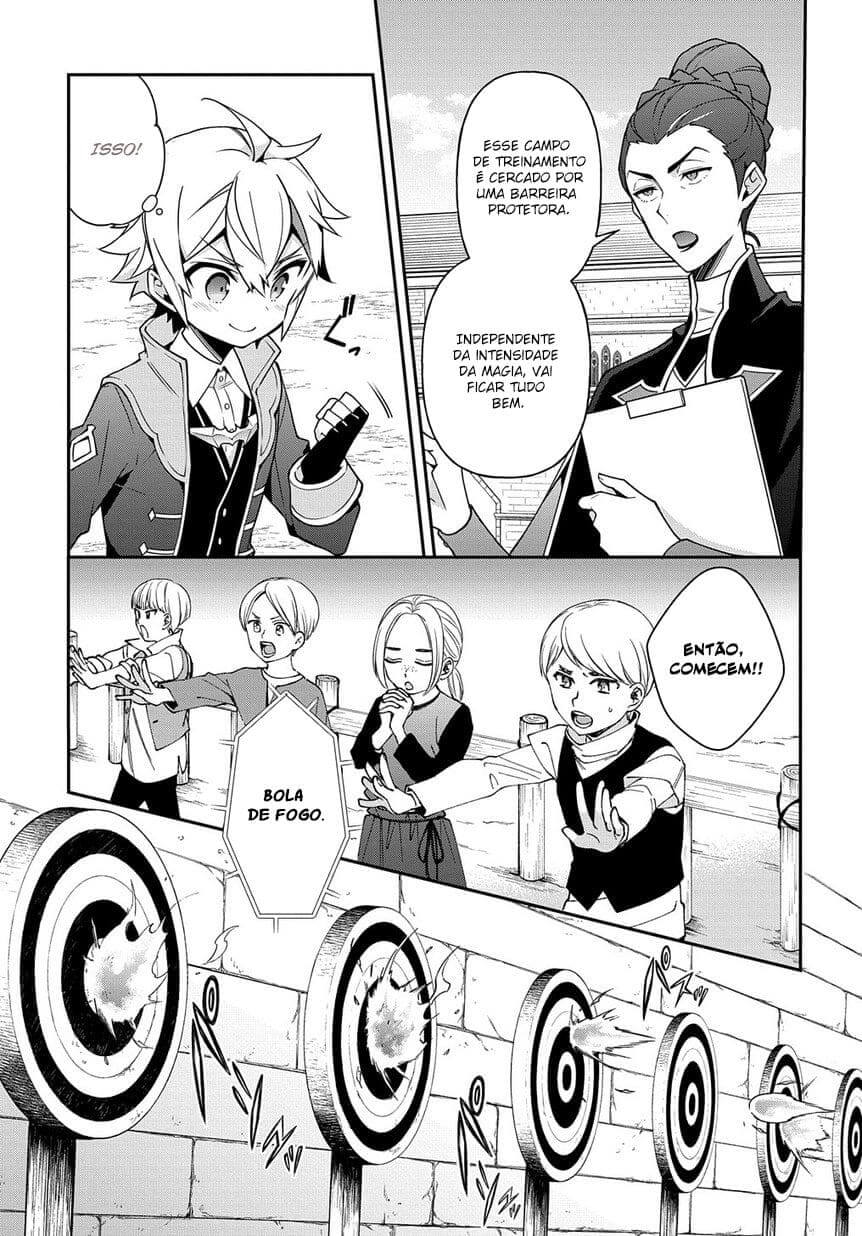 ESSE CAMPO
DE TREINAMENTO
É CERCADO POR
UMA BARREIRA
PROTETORA.
INDEPENDENTE
DA INTENSIDADE
DA MAGIA, VAI
FICAR TUDO
BEM.
ISSO!
ENTÃO,
COMECEM!!
BOLA
DE FOGO.